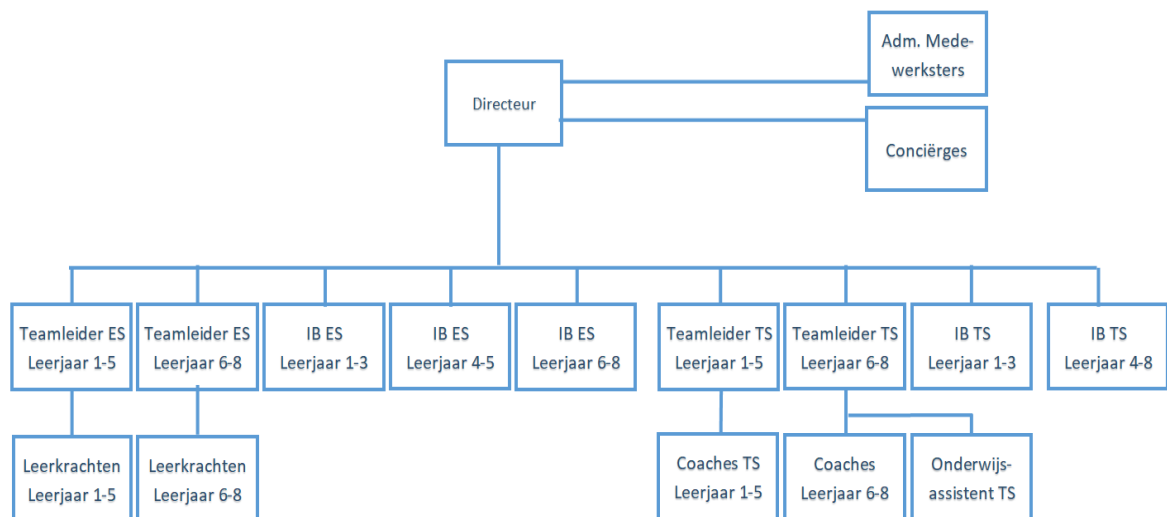 Adm. Mede-
werksters
Directeur
Conciërges
Teamleider ES
Leerjaar 1-5
Teamleider ES
Leerjaar 6-8
IB ES
Leerjaar 1-3
IB ES
Leerjaar 4-5
IB ES
Leerjaar 6-8
Teamleider TS
Leerjaar 1-5
Teamleider TS
Leerjaar 6-8
IB TS
Leerjaar 1-3
IB TS
Leerjaar 4-8
Leerkrachten
Leerjaar 1-5
Leerkrachten
Leerjaar 6-8
Coaches TS
Leerjaar 1-5
Coaches
Leerjaar 6-8
Onderwijs-
assistent TS